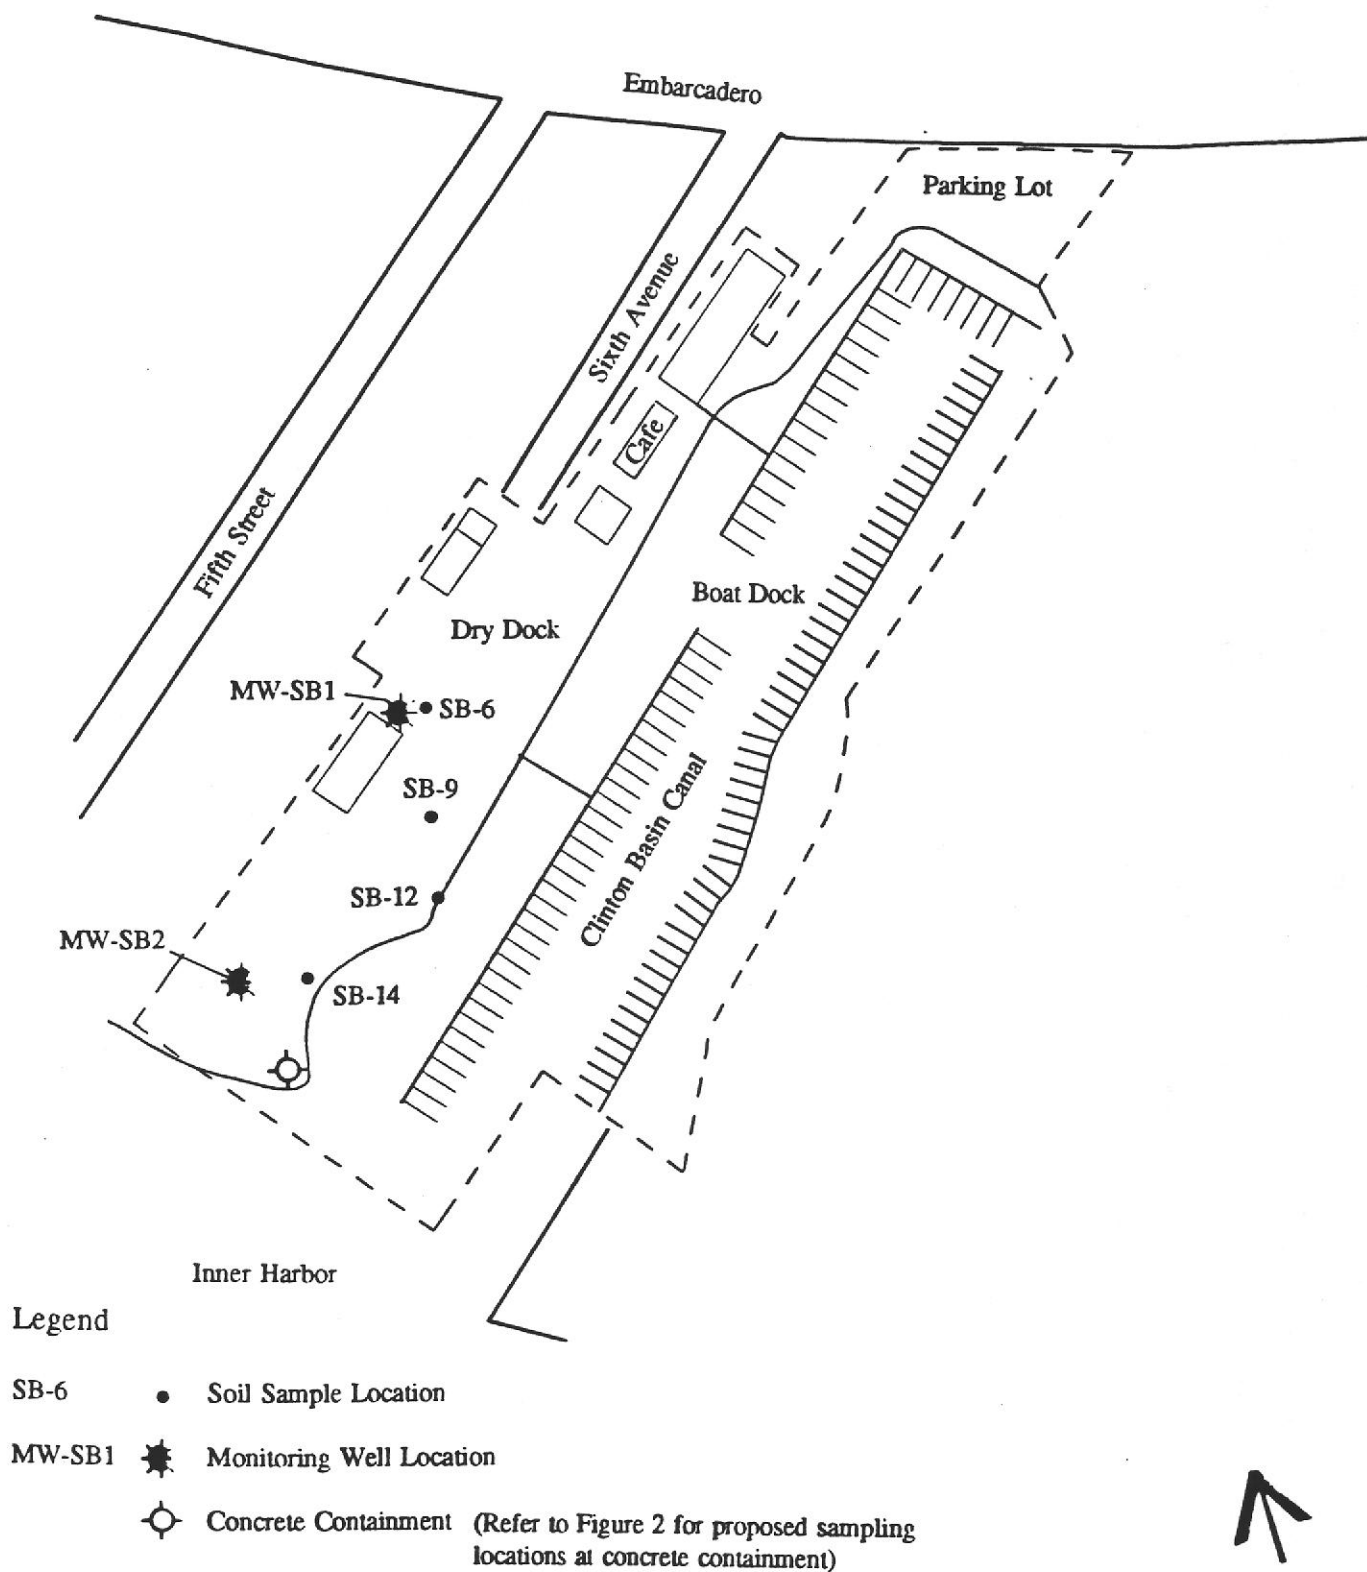 Embarcadero
Parking Lot
Sixth Avenue
Cafe
Fifth Street
Boat Dock
Dry Dock
MW-SB1
SB-6
SB-9
Clinton Basin Canal
SB-12
MW-SB2
SB-14
Inner Harbor
Legend
SB-6 Soil Sample Location
MW-SB1 Monitoring Well Location
Concrete Containment (Refer to Figure 2 for proposed sampling
locations at concrete containment)